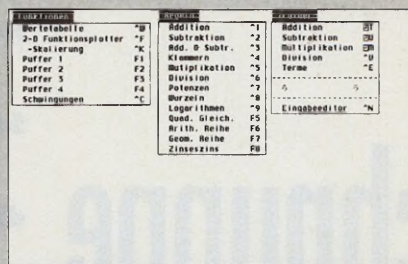 Funktionen
Wertetabelle ^W
2-D Funktionsplotter ^F
-Skalierung ^K
Puffer 1 F1
Puffer 2 F2
Puffer 3 F3
Puffer 4 F4
Schwingungen ^C
Regeln
Addition ^1
Subtraktion ^2
Add. & Subtr. ^3
Klammern ^4
Mutiplikation ^5
Division ^6
Potenzen ^7
Wurzeln ^8
Logarithmen ^9
Quad. Gleich. F5
Arith. Reihe F6
Geom. Reihe F7
Zinseszins F8
Addition
Subtraktion
Multiplikation
Division ^U
Terme ^E
Eingabeeditor ^N